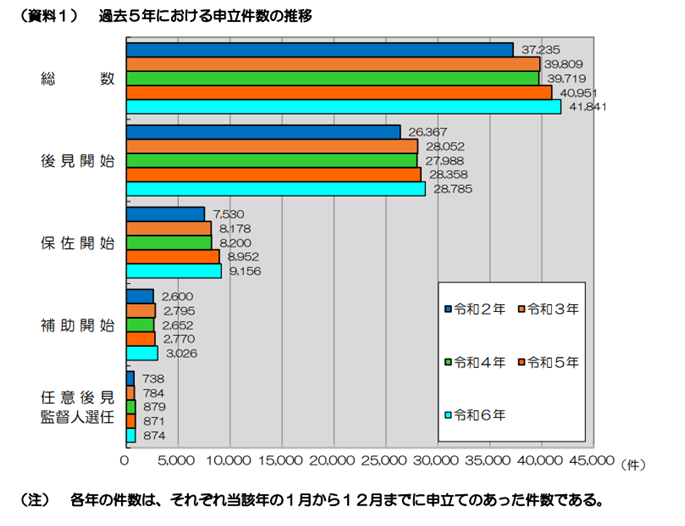 （資料１）　過去５年における申立件数の推移
総　数
37,235
39,809
39,719
40,951
41,841
後見開始
26,367
28,052
27,988
28,358
28,785
保佐開始
7,530
8,178
8,200
8,952
9,156
補助開始
2,600
2,795
2,652
2,770
3,026
任意後見
監督人選任
738
784
879
871
874
令和２年　令和３年
令和４年　令和５年
令和６年
0　5,000　10,000　15,000　20,000　25,000　30,000　35,000　40,000　45,000（件）
（注）　各年の件数は、それぞれ当該年の１月から１２月までに申立てのあった件数である。